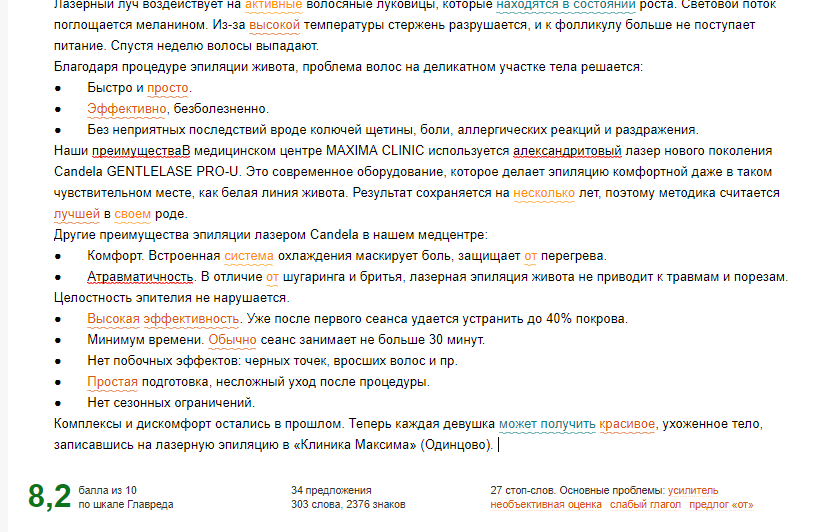 Лазерный луч воздействует на активные волосяные луковицы, которые находятся в состоянии роста. Световой поток
поглощается меланином. Из-за высокой температуры стержень разрушается, и к фолликулу больше не поступает
питание. Спустя неделю волосы выпадают.
Благодаря процедуре эпиляции живота, проблема волос на деликатном участке тела решается:
● Быстро и просто.
● Эффективно, безболезненно.
● Без неприятных последствий вроде колючей щетины, боли, аллергических реакций и раздражения.
Наши преимуществаВ медицинском центре MAXIMA CLINIC используется александритовый лазер нового поколения
Candela GENTLELASE PRO-U. Это современное оборудование, которое делает эпиляцию комфортной даже в таком
чувствительном месте, как белая линия живота. Результат сохраняется на несколько лет, поэтому методика считается
лучшей в своем роде.
Другие преимущества эпиляции лазером Candela в нашем медцентре:
● Комфорт. Встроенная система охлаждения маскирует боль, защищает от перегрева.
● Атравматичность. В отличие от шугаринга и бритья, лазерная эпиляция живота не приводит к травмам и порезам.
Целостность эпителия не нарушается.
● Высокая эффективность. Уже после первого сеанса удается устранить до 40% покрова.
● Минимум времени. Обычно сеанс занимает не больше 30 минут.
● Нет побочных эффектов: черных точек, вросших волос и пр.
● Простая подготовка, несложный уход после процедуры.
● Нет сезонных ограничений.
Комплексы и дискомфорт остались в прошлом. Теперь каждая девушка может получить красивое, ухоженное тело,
записавшись на лазерную эпиляцию в «Клиника Максима» (Одинцово).
8,2 балла из 10
по шкале Главреда
34 предложения
303 слова, 2376 знаков
27 стоп-слов. Основные проблемы: усилитель
необъективная оценка слабый глагол предлог «от»